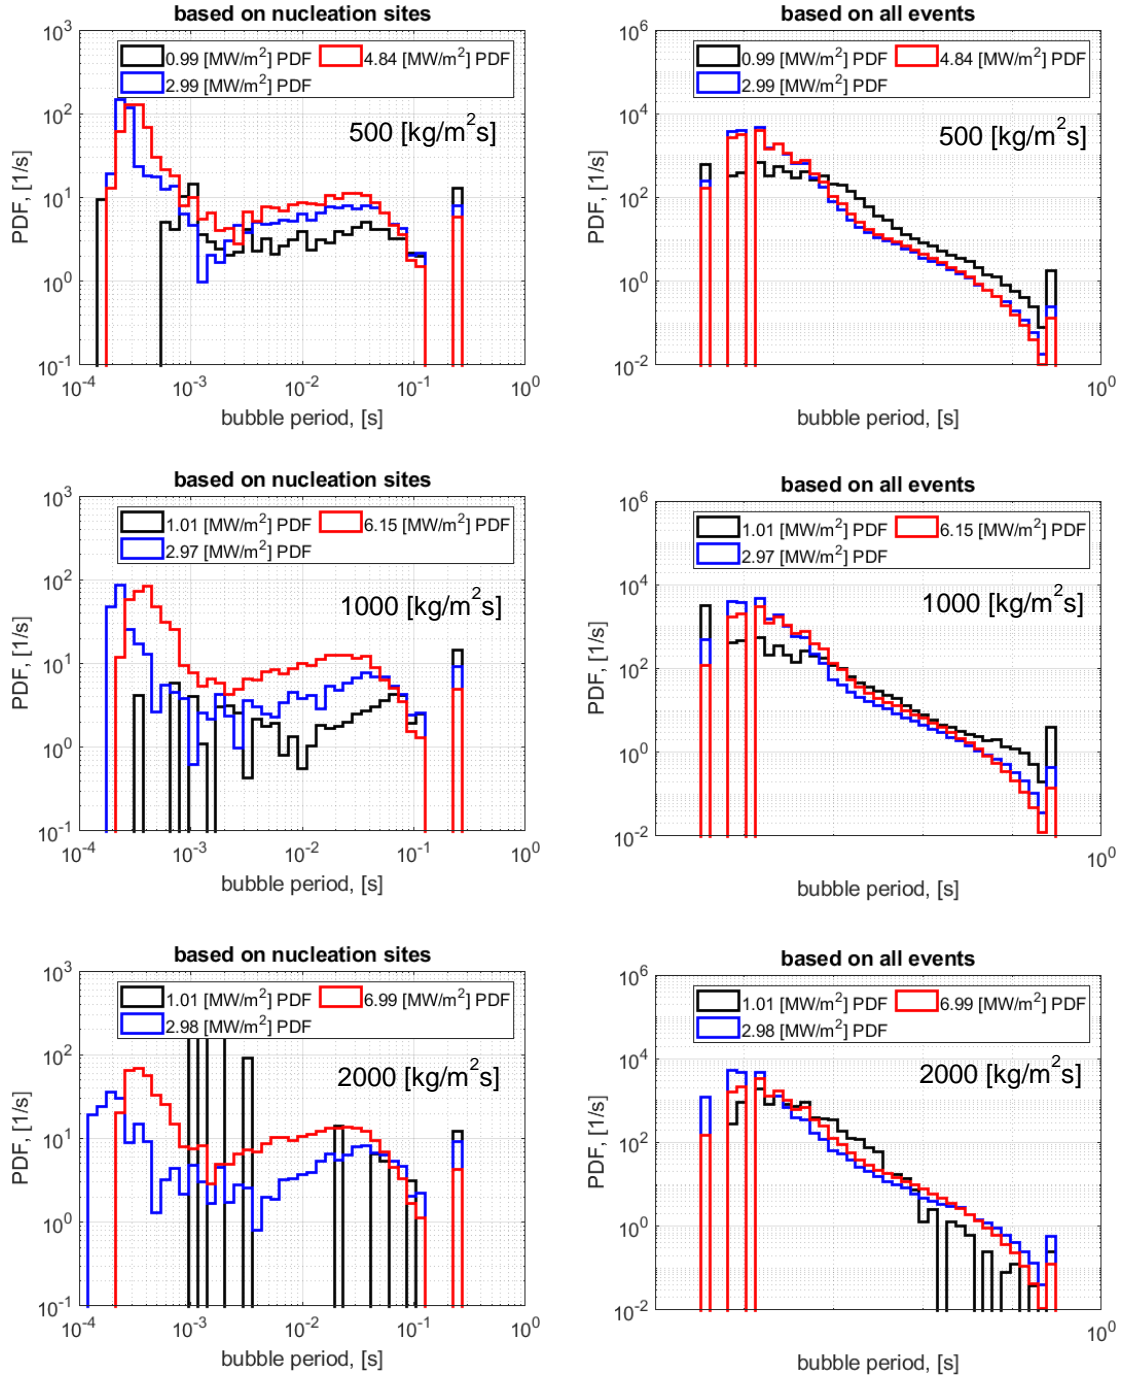 based on nucleation sites
10^3
10^2
10^1
10^0
10^-1
PDF, [1/s]
0.99 [MW/m^2] PDF 4.84 [MW/m^2] PDF
2.99 [MW/m^2] PDF
500 [kg/m^2s]
10^-4 10^-3 10^-2 10^-1 10^0
bubble period, [s]
based on all events
10^6
10^4
10^2
10^0
10^-2
PDF, [1/s]
0.99 [MW/m^2] PDF 4.84 [MW/m^2] PDF
2.99 [MW/m^2] PDF
500 [kg/m^2s]
10^0
bubble period, [s]
based on nucleation sites
10^3
10^2
10^1
10^0
10^-1
PDF, [1/s]
1.01 [MW/m^2] PDF 6.15 [MW/m^2] PDF
2.97 [MW/m^2] PDF
1000 [kg/m^2s]
10^-4 10^-3 10^-2 10^-1 10^0
bubble period, [s]
based on all events
10^6
10^4
10^2
10^0
10^-2
PDF, [1/s]
1.01 [MW/m^2] PDF 6.15 [MW/m^2] PDF
2.97 [MW/m^2] PDF
1000 [kg/m^2s]
10^0
bubble period, [s]
based on nucleation sites
10^3
10^2
10^1
10^0
10^-1
PDF, [1/s]
1.01 [MW/m^2] PDF 6.99 [MW/m^2] PDF
2.98 [MW/m^2] PDF
2000 [kg/m^2s]
10^-4 10^-3 10^-2 10^-1 10^0
bubble period, [s]
based on all events
10^6
10^4
10^2
10^0
10^-2
PDF, [1/s]
1.01 [MW/m^2] PDF 6.99 [MW/m^2] PDF
2.98 [MW/m^2] PDF
2000 [kg/m^2s]
10^0
bubble period, [s]